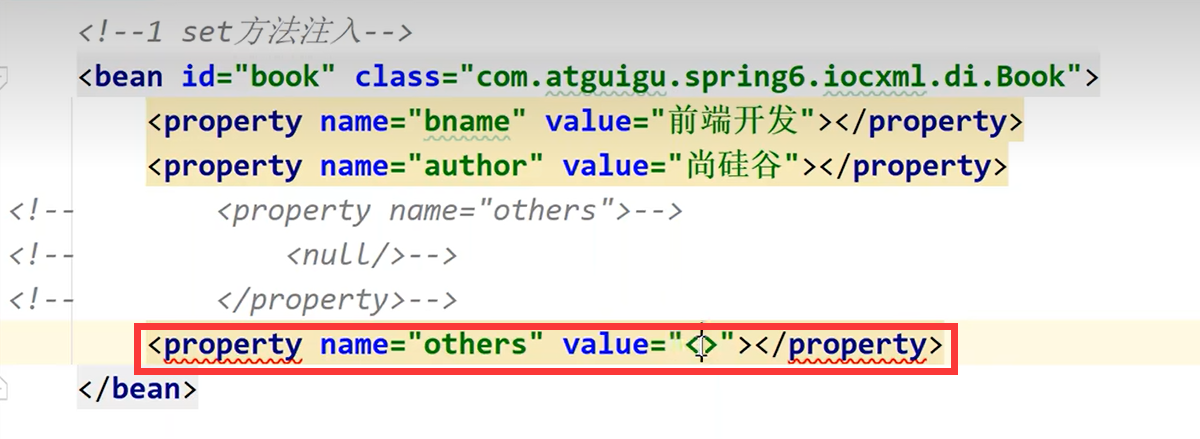 <!--1 set方法注入-->
<bean id="book" class="com.atguigu.spring6.iocxml.di.Book">
<property name="bname" value="前端开发"></property>
<property name="author" value="尚硅谷"></property>
<!-- <property name="others">-->
<!-- <null/>-->
<!-- </property>-->
<property name="others" value="<>"></property>
</bean>